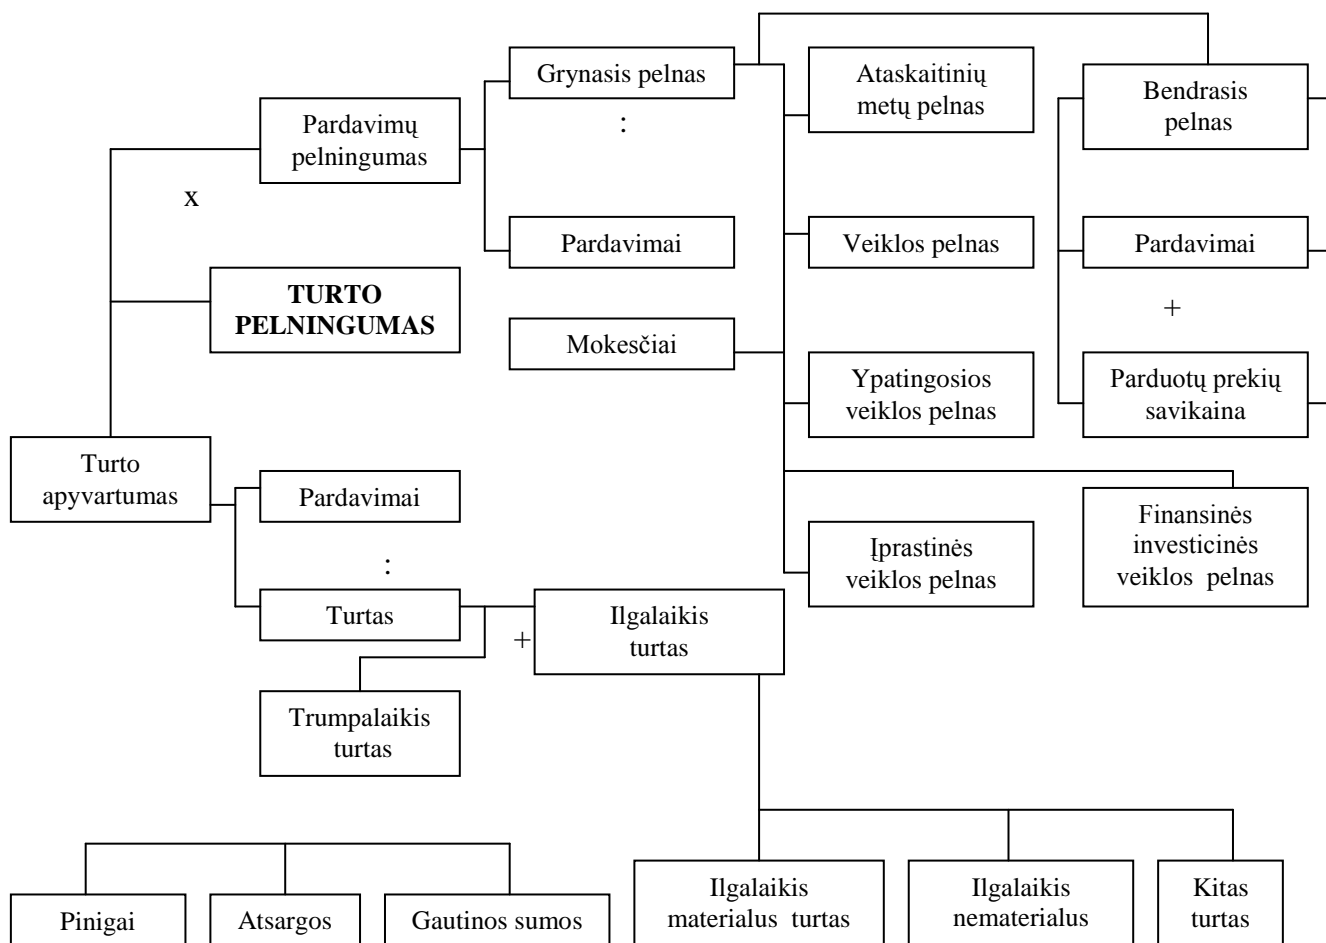 Grynasis pelnas
:
Ataskaitinių
metų pelnas
Bendrasis
pelnas
Pardavimų
pelningumas
x
Pardavimai
Veiklos pelnas
Pardavimai
+
TURTO
PELNINGUMAS
Mokesčiai
Ypatingosios
veiklos pelnas
Parduotų prekių
savikaina
Turto
apyvartumas
Pardavimai
:
Turtas
Įprastinės
veiklos pelnas
Finansinės
investicinės
veiklos pelnas
+
Ilgalaikis
turtas
Trumpalaikis
turtas
Pinigai
Atsargos
Gautinos sumos
Ilgalaikis
materialus turtas
Ilgalaikis
nematerialus
Kitas
turtas